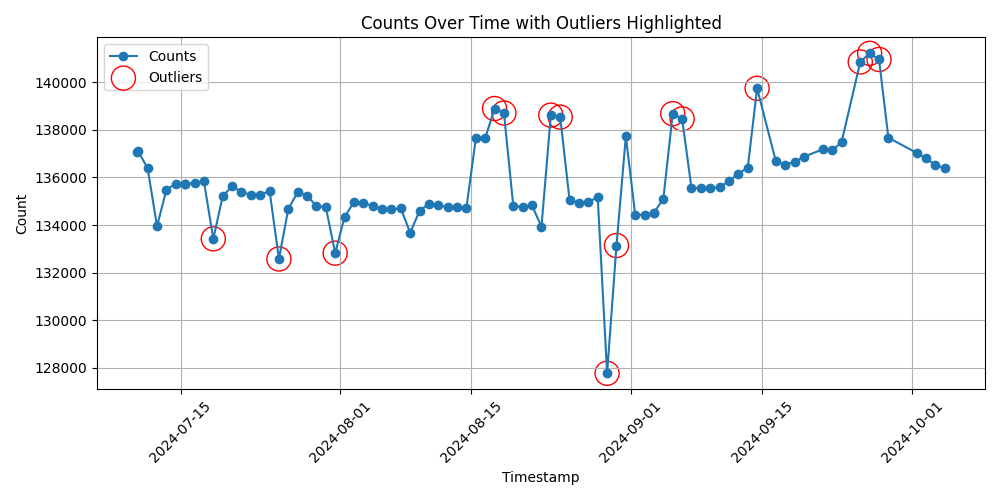 Counts Over Time with Outliers Highlighted
Counts
Outliers
140000
138000
136000
134000
132000
130000
128000
Count
2024-07-15
2024-08-01
2024-08-15
2024-09-01
2024-09-15
2024-10-01
Timestamp